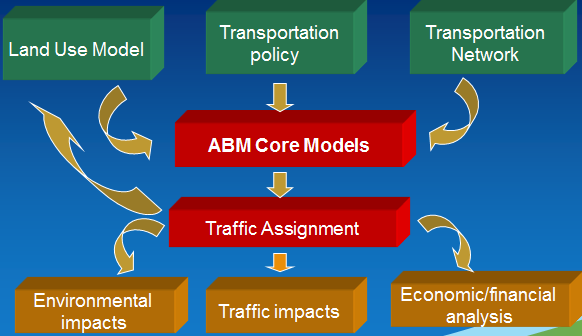 Land Use Model
Transportation
policy
Transportation
Network
ABM Core Models
Traffic Assignment
Environmental
impacts
Traffic impacts
Economic/financial
analysis